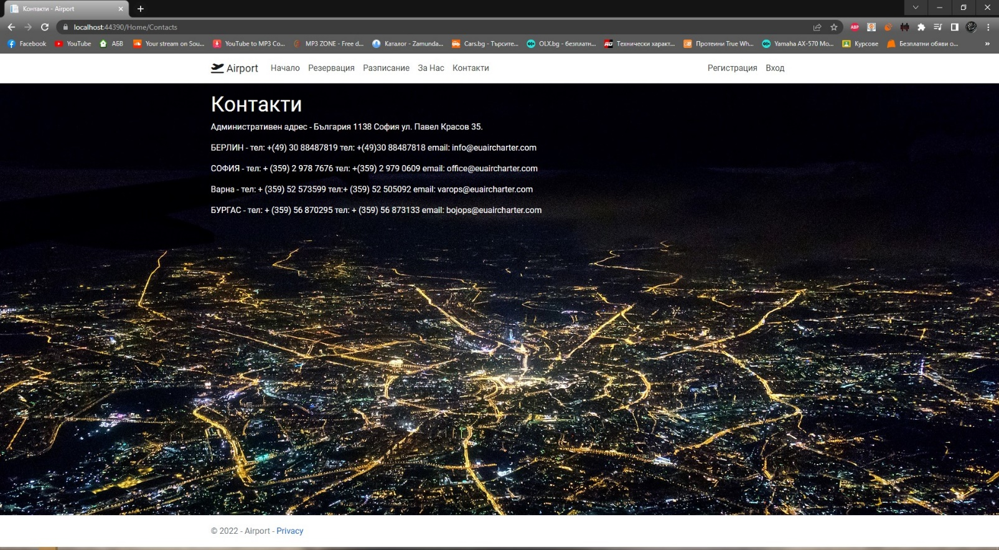 Контакти - Airport
localhost:44390/Home/Contacts
ABP
Facebook YouTube АБВ Your stream on Sou... YouTube to MP3 Co... MP3 ZONE - Free d... Каталог - Zamunda... Cars.bg - Търсите... OLX.bg - безплатн... Технически характ... Протеини True Wh... Yamaha AX-570 Mo... Курсове Безплатни обяви о... »
Airport Начало Резервация Разписание За Нас Контакти Регистрация Вход
Контакти
Административен адрес - България 1138 София ул. Павел Красов 35.
БЕРЛИН - тел: +(49) 30 88487819 тел: +(49)30 88487818 email: info@euaircharter.com
СОФИЯ - тел: + (359) 2 978 7676 тел: +(359) 2 979 0609 email: office@euaircharter.com
Варна - тел: + (359) 52 573599 тел:+ (359) 52 505092 email: varops@euaircharter.com
БУРГАС - тел: + (359) 56 870295 тел: + (359) 56 873133 email: bojops@euaircharter.com
© 2022 - Airport - Privacy